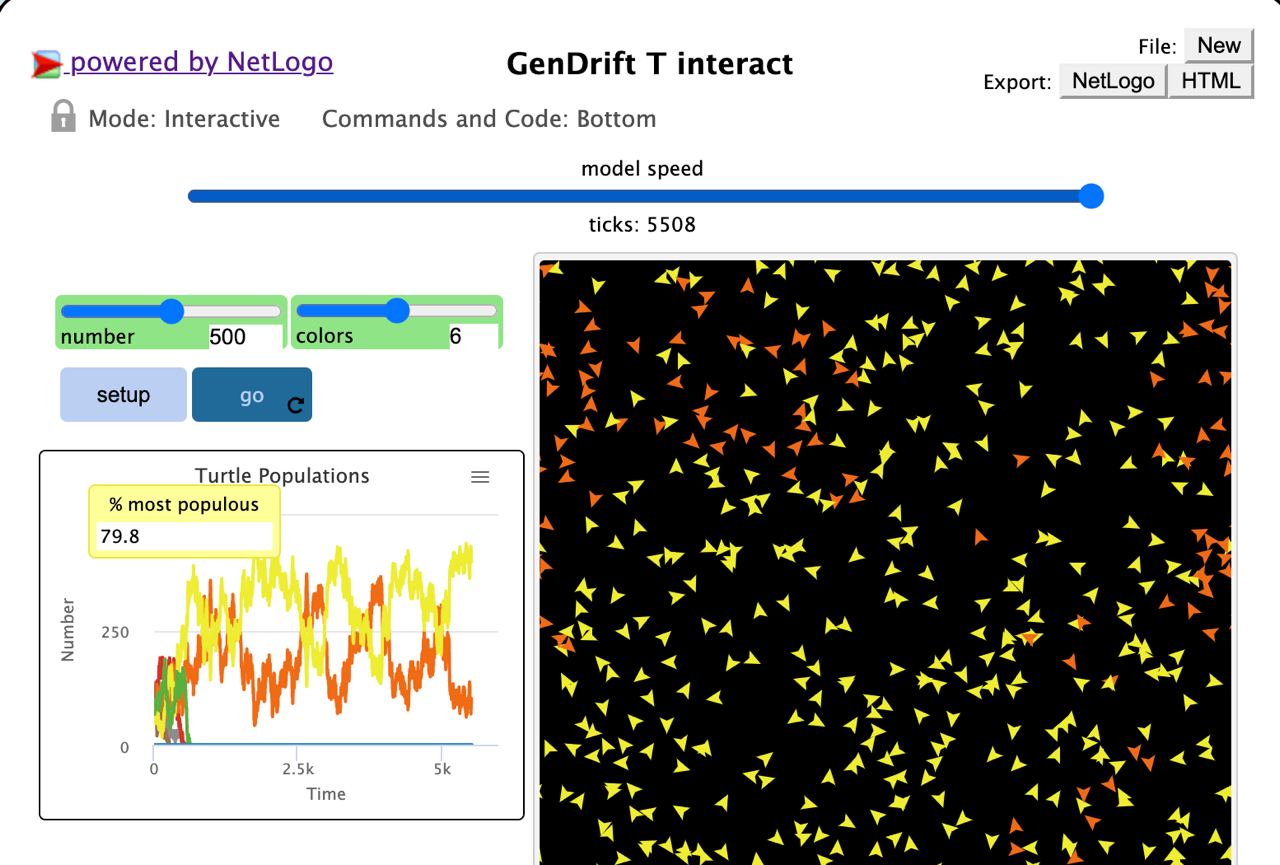 powered by NetLogo
GenDrift T interact
File: New
Export: NetLogo HTML
Mode: Interactive
Commands and Code: Bottom
model speed
ticks: 5508
number 500
colors 6
setup
go
Turtle Populations
% most populous
79.8
Number
250
0
0 2.5k 5k
Time